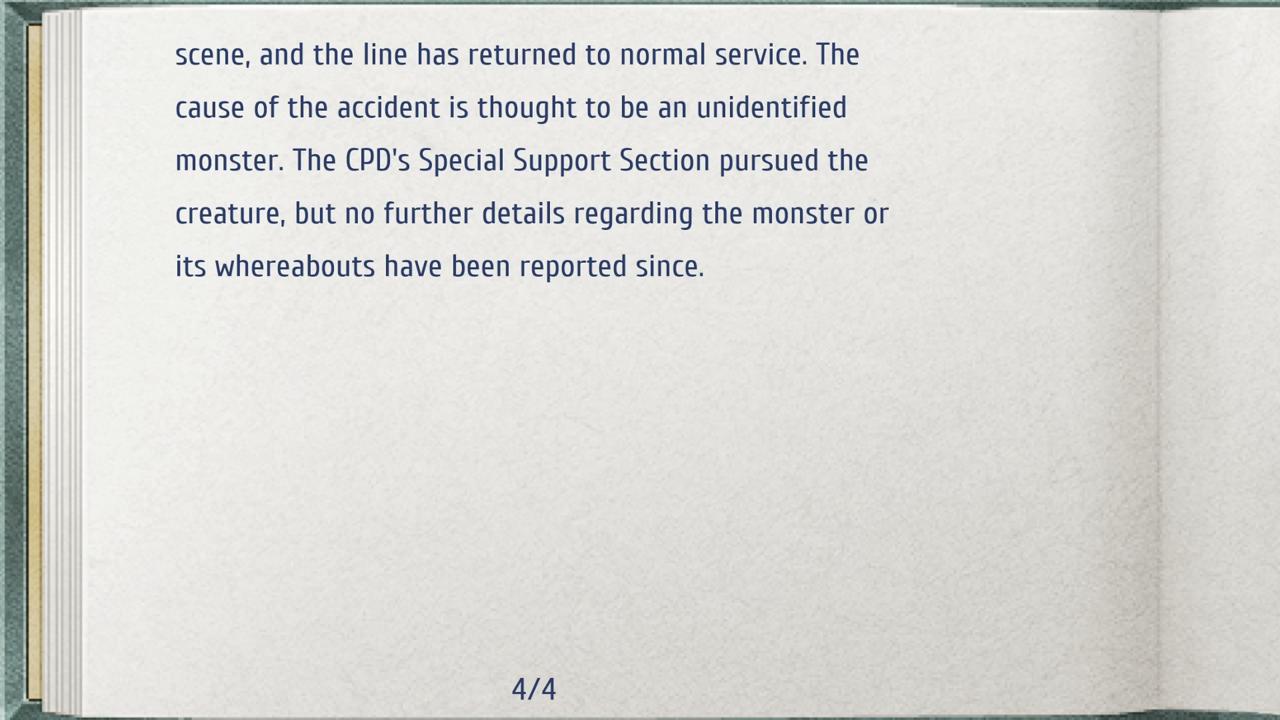 scene, and the line has returned to normal service. The
cause of the accident is thought to be an unidentified
monster. The CPD's Special Support Section pursued the
creature, but no further details regarding the monster or
its whereabouts have been reported since.
4/4